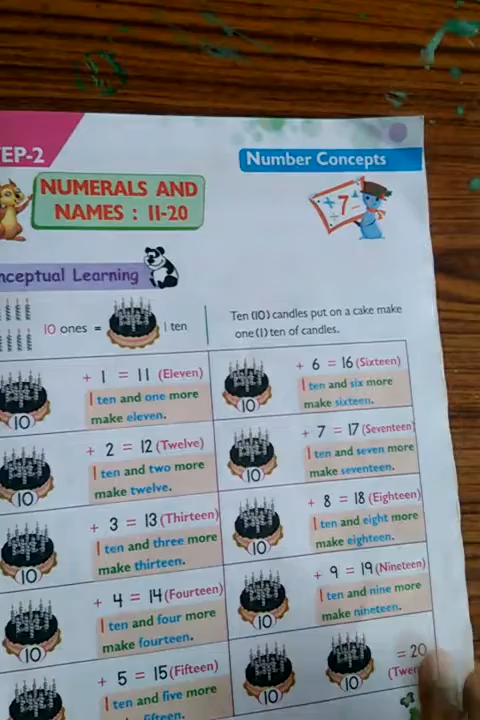 Number Concepts
NUMERALS AND
NAMES : 11-20
Learning
10 ones = 1 ten
Ten (10) candles put on a cake make
one (1) ten of candles.
10 + 1 = 11 (Eleven)
1 ten and one more
make eleven.
10 + 2 = 12 (Twelve)
1 ten and two more
make twelve.
10 + 3 = 13 (Thirteen)
1 ten and three more
make thirteen.
10 + 4 = 14 (Fourteen)
1 ten and four more
make fourteen.
+ 5 = 15 (Fifteen)
1 ten and five more
fifteen.
10 + 6 = 16 (Sixteen)
1 ten and six more
make sixteen.
10 + 7 = 17 (Seventeen)
1 ten and seven more
make seventeen.
10 + 8 = 18 (Eighteen)
1 ten and eight more
make eighteen.
10 + 9 = 19 (Nineteen)
1 ten and nine more
make nineteen.
10 10 = 20